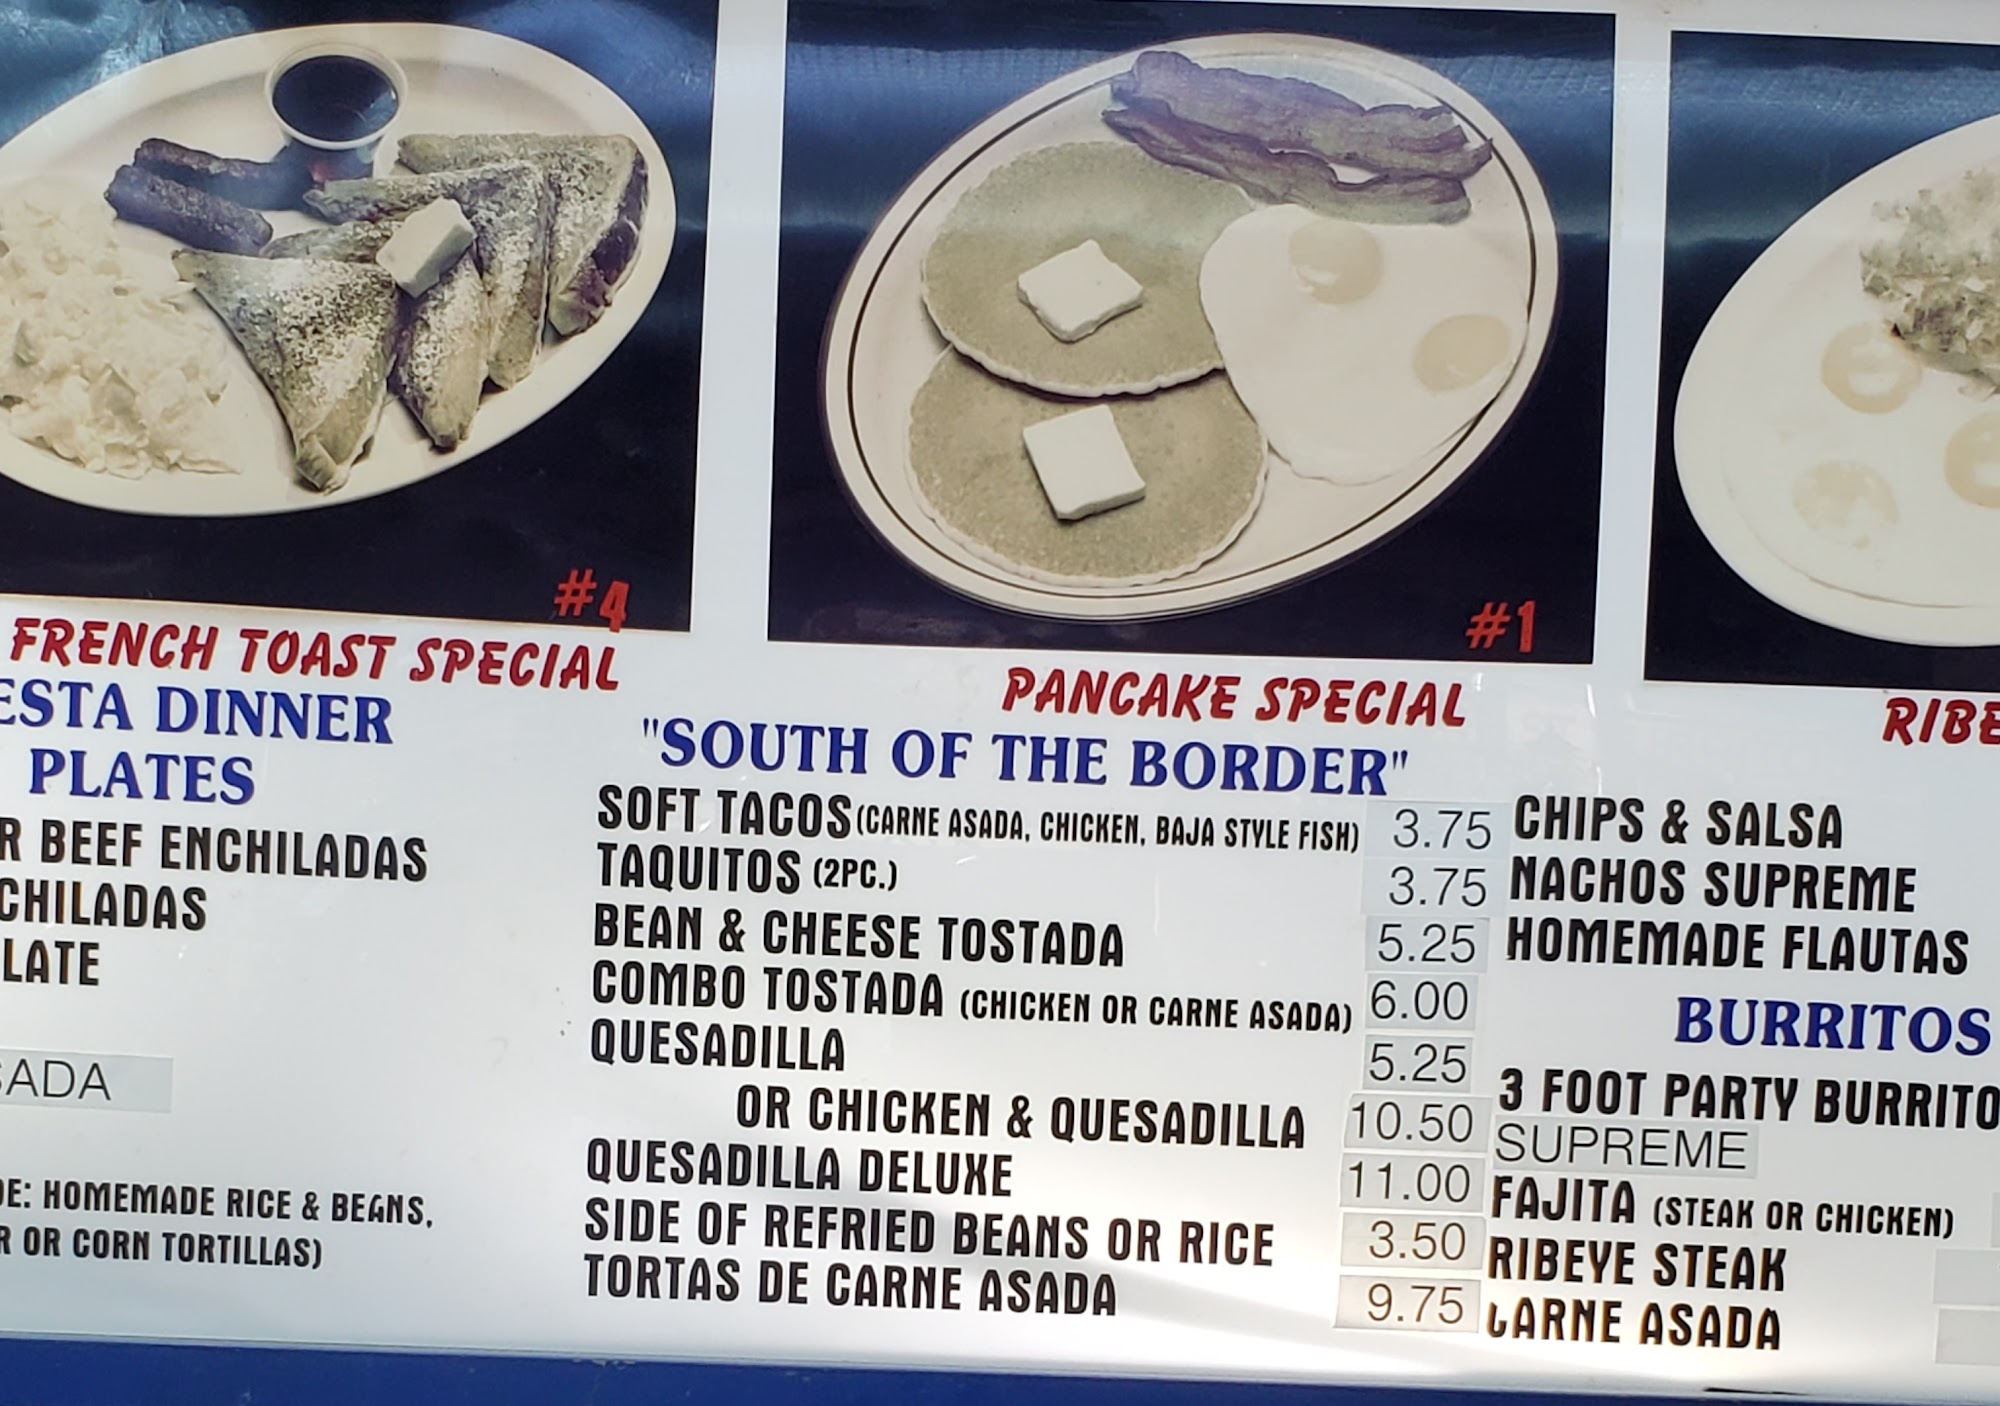 #4
#1
FRENCH TOAST SPECIAL
PANCAKE SPECIAL
ESTA DINNER
PLATES
R BEEF ENCHILADAS
CHILADAS
LATE
SADA
DE: HOMEMADE RICE & BEANS,
R OR CORN TORTILLAS)
"SOUTH OF THE BORDER"
SOFT TACOS (CARNE ASADA, CHICKEN, BAJA STYLE FISH) 3.75
TAQUITOS (2PC.) 3.75
BEAN & CHEESE TOSTADA 5.25
COMBO TOSTADA (CHICKEN OR CARNE ASADA) 6.00
QUESADILLA 5.25
OR CHICKEN & QUESADILLA 10.50
QUESADILLA DELUXE 11.00
SIDE OF REFRIED BEANS OR RICE 3.50
TORTAS DE CARNE ASADA 9.75
RIBE
CHIPS & SALSA
NACHOS SUPREME
HOMEMADE FLAUTAS
BURRITOS
3 FOOT PARTY BURRITO
SUPREME
FAJITA (STEAK OR CHICKEN)
RIBEYE STEAK
CARNE ASADA